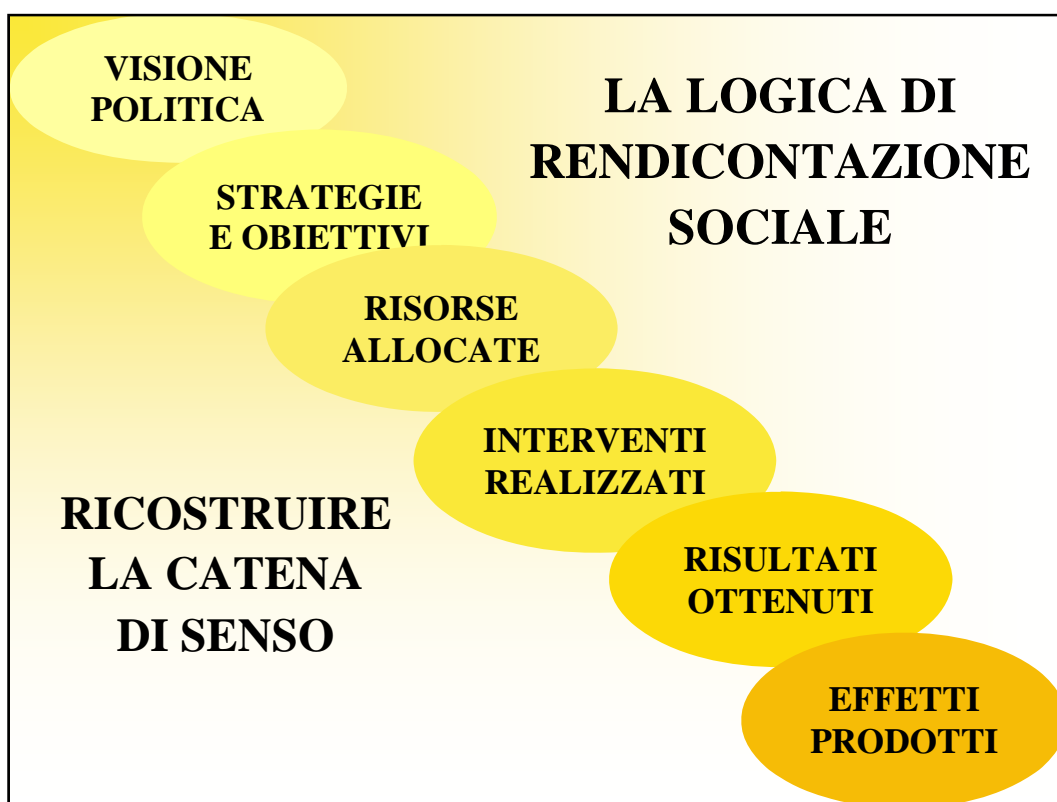 VISIONE
POLITICA
LA LOGICA DI
RENDICONTAZIONE
SOCIALE
STRATEGIE
E OBIETTIVI
RISORSE
ALLOCATE
INTERVENTI
REALIZZATI
RICOSTRUIRE
LA CATENA
DI SENSO
RISULTATI
OTTENUTI
EFFETTI
PRODOTTI